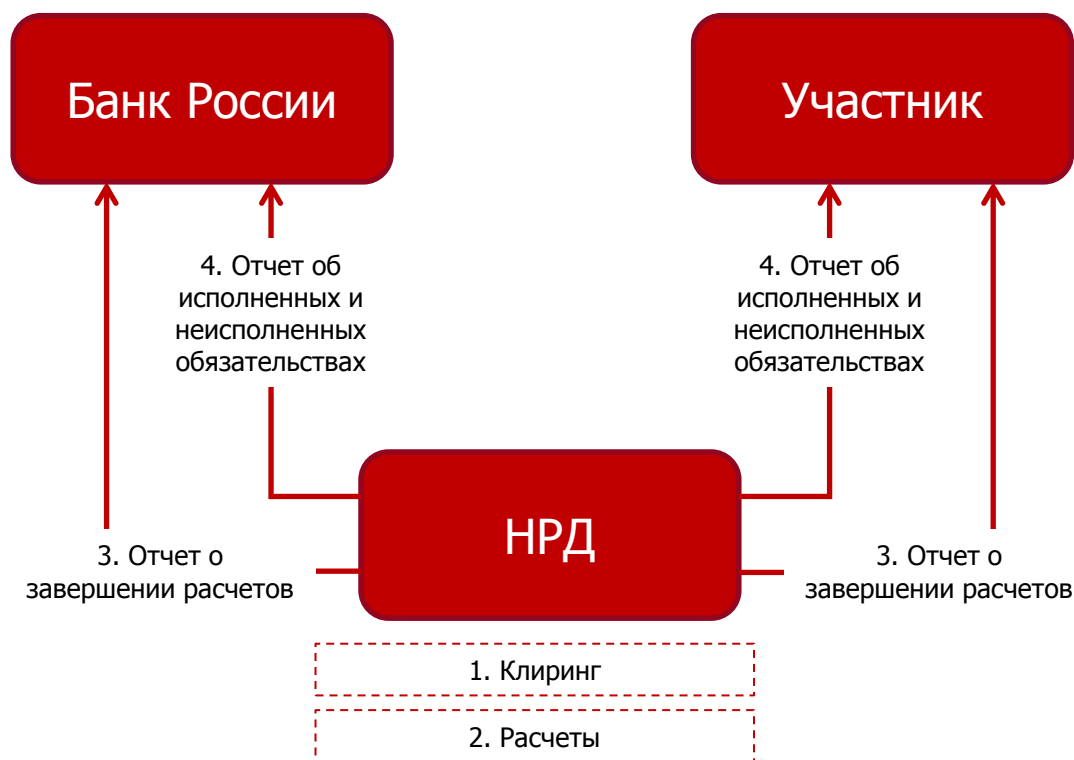 Банк России
Участник
4. Отчет об
исполненных и
неисполненных
обязательствах
4. Отчет об
исполненных и
неисполненных
обязательствах
НРД
3. Отчет о
завершении расчетов
3. Отчет о
завершении расчетов
1. Клиринг
2. Расчеты